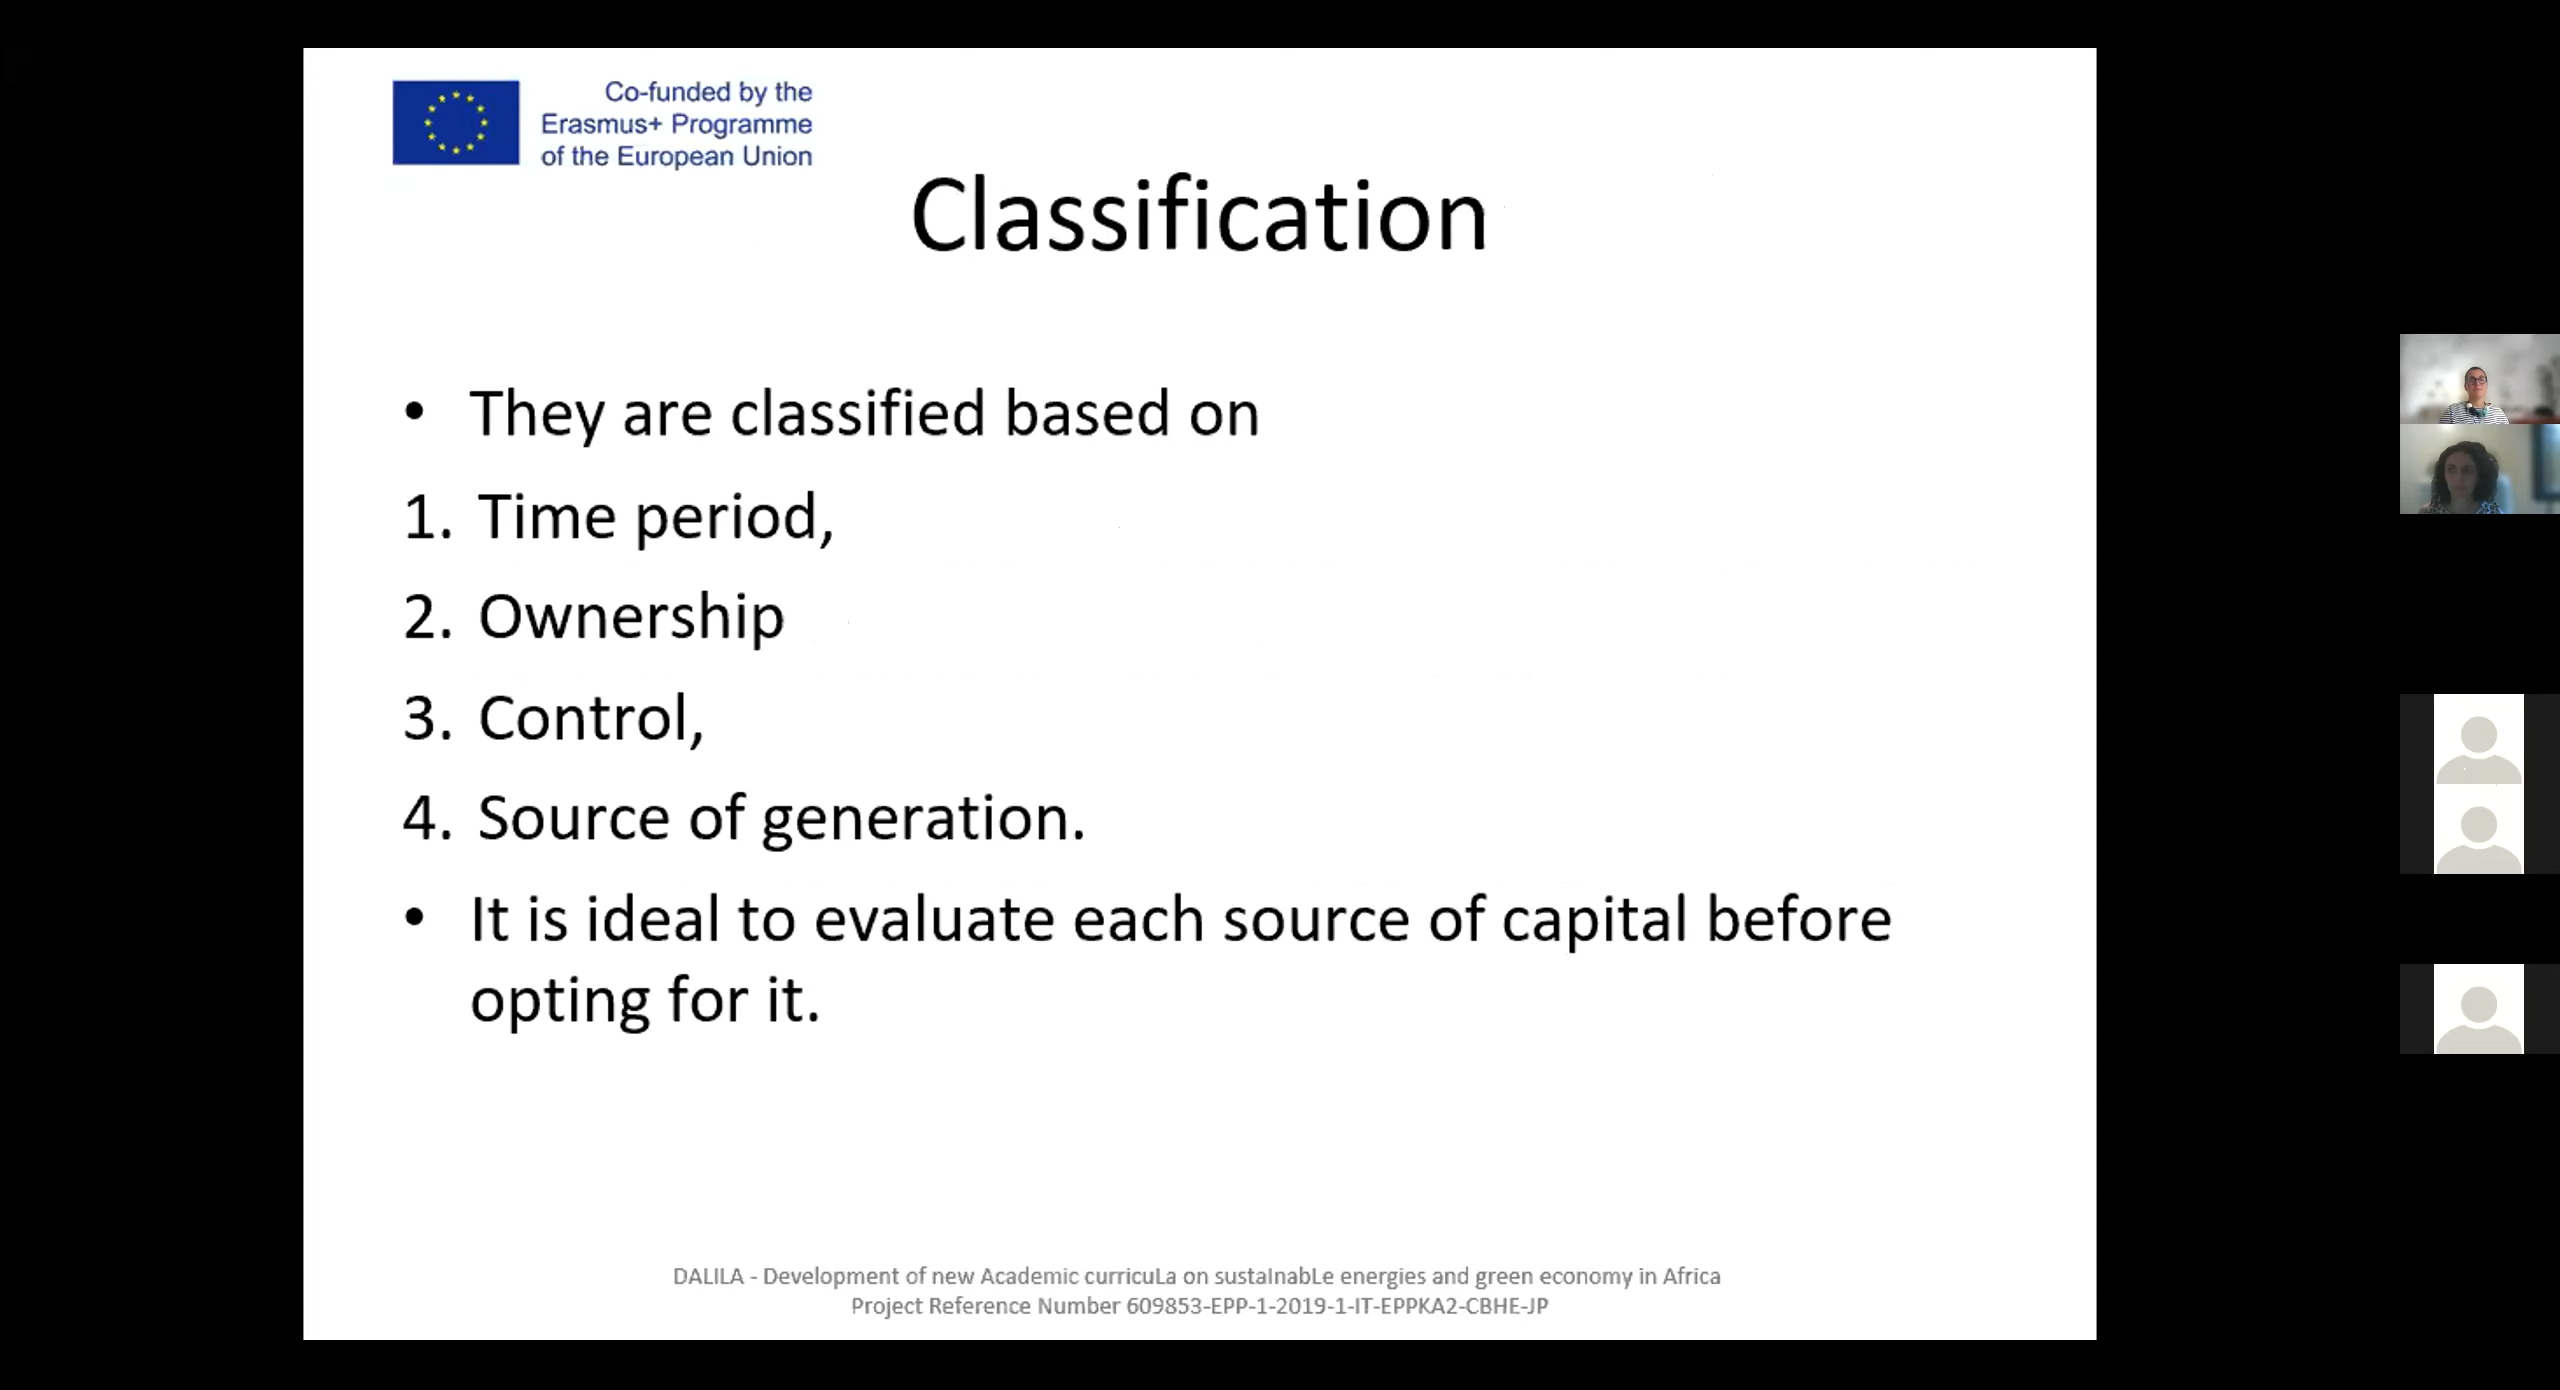 Co-funded by the
Erasmus+ Programme
of the European Union
Classification
• They are classified based on
1. Time period,
2. Ownership
3. Control,
4. Source of generation.
• It is ideal to evaluate each source of capital before
opting for it.
DALILA - Development of new Academic curricuLa on sustaInabLe energies and green economy in Africa
Project Reference Number 609853-EPP-1-2019-1-IT-EPPKA2-CBHE-JP